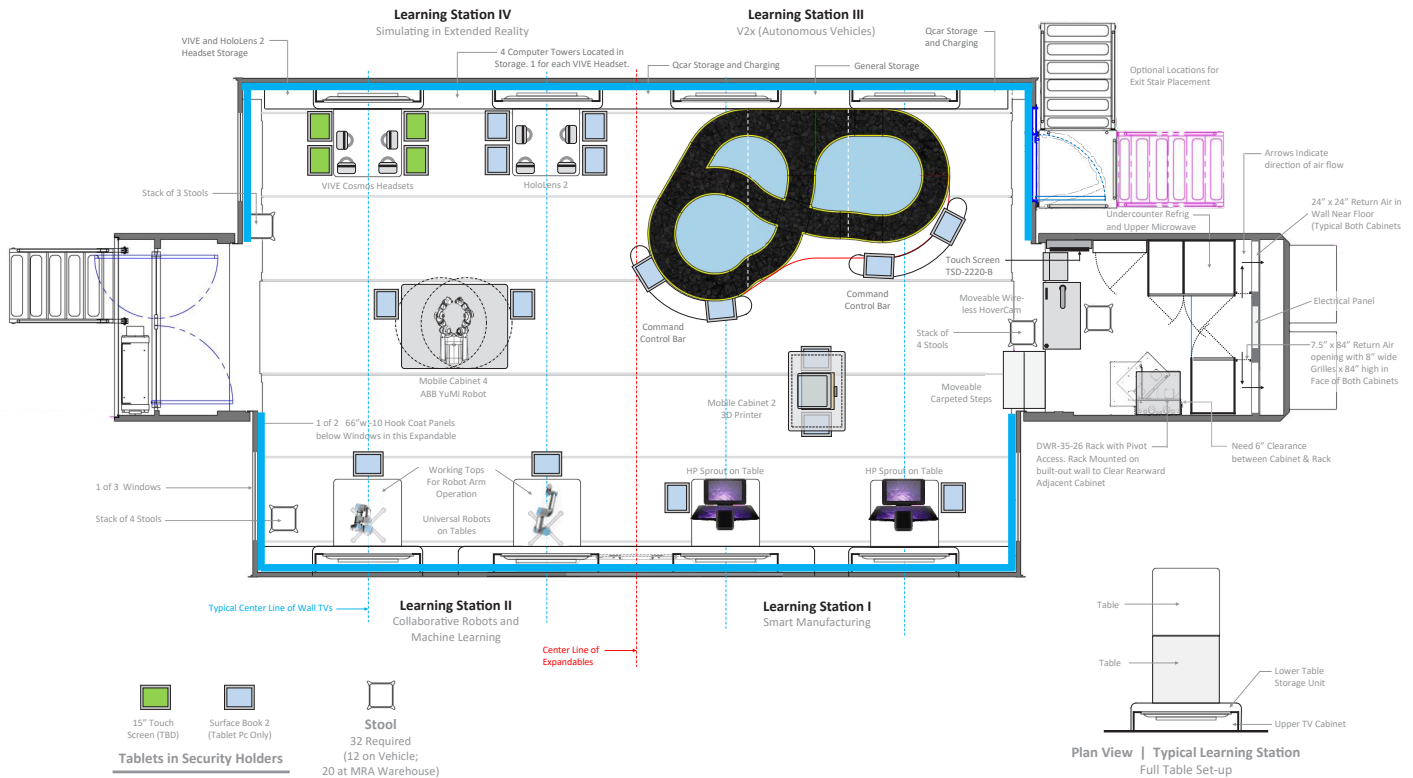 Learning Station IV
Simulating in Extended Reality
Learning Station III
V2x (Autonomous Vehicles)
VIVE and HoloLens 2
Headset Storage
4 Computer Towers Located in
Storage. 1 for each VIVE Headset.
Qcar Storage and Charging
General Storage
Qcar Storage
and Charging
Optional Locations for
Exit Stair Placement
Arrows Indicate
direction of air flow
24" x 24" Return Air in
Wall Near Floor
(Typical Both Cabinets
Stack of 3 Stools
VIVE Cosmos Headsets
HoloLens 2
Undercounter Refrig
and Upper Microwave
Touch Screen
TSD-2220-B
Moveable Wire-
less HoverCam
Electrical Panel
Command
Control Bar
Command
Control Bar
Stack of
4 Stools
7.5" x 84" Return Air
opening with 8" wide
Grilles x 84" high in
Face of Both Cabinets
Mobile Cabinet 4
ABB YuMi Robot
Mobile Cabinet 2
3D Printer
Moveable
Carpeted Steps
1 of 2 66"w -10 Hook Coat Panels
below Windows in this Expandable
DWR-35-26 Rack with Pivot
Access. Rack Mounted on
built-out wall to Clear Rearward
Adjacent Cabinet
Need 6" Clearance
between Cabinet & Rack
1 of 3 Windows
Stack of 4 Stools
Working Tops
For Robot Arm
Operation
Universal Robots
on Tables
HP Sprout on Table
HP Sprout on Table
Typical Center Line of Wall TVs
Learning Station II
Collaborative Robots and
Machine Learning
Learning Station I
Smart Manufacturing
Center Line of
Expandables
Table
Table
Lower Table
Storage Unit
Upper TV Cabinet
Plan View | Typical Learning Station
Full Table Set-up
15" Touch
Screen (TBD)
Surface Book 2
(Tablet Pc Only)
Tablets in Security Holders
Stool
32 Required
(12 on Vehicle;
20 at MRA Warehouse)